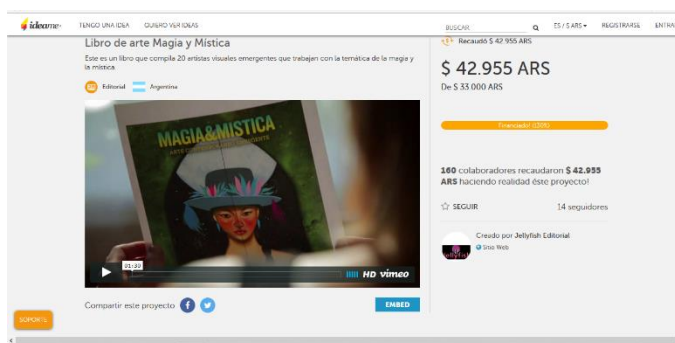 ideame
TENGO UNA IDEA
QUIERO VER IDEAS
BUSCAR
ES / $ ARS
REGISTRARSE
ENTRA
Libro de arte Magia y Mística
Este es un libro que compila 20 artistas visuales emergentes que trabajan con la temática de la magia y
la mística
Editorial
Argentina
MAGIA&MISTICA
01:30
HD vimeo
Compartir este proyecto
EMBED
SOPORTE
Recaudó $ 42.955 ARS
$ 42.955 ARS
De $ 33.000 ARS
160 colaboradores recaudaron $ 42.955
ARS haciendo realidad éste proyecto!
SEGUIR
14 seguidores
Creado por Jellyfish Editorial
Sitio Web